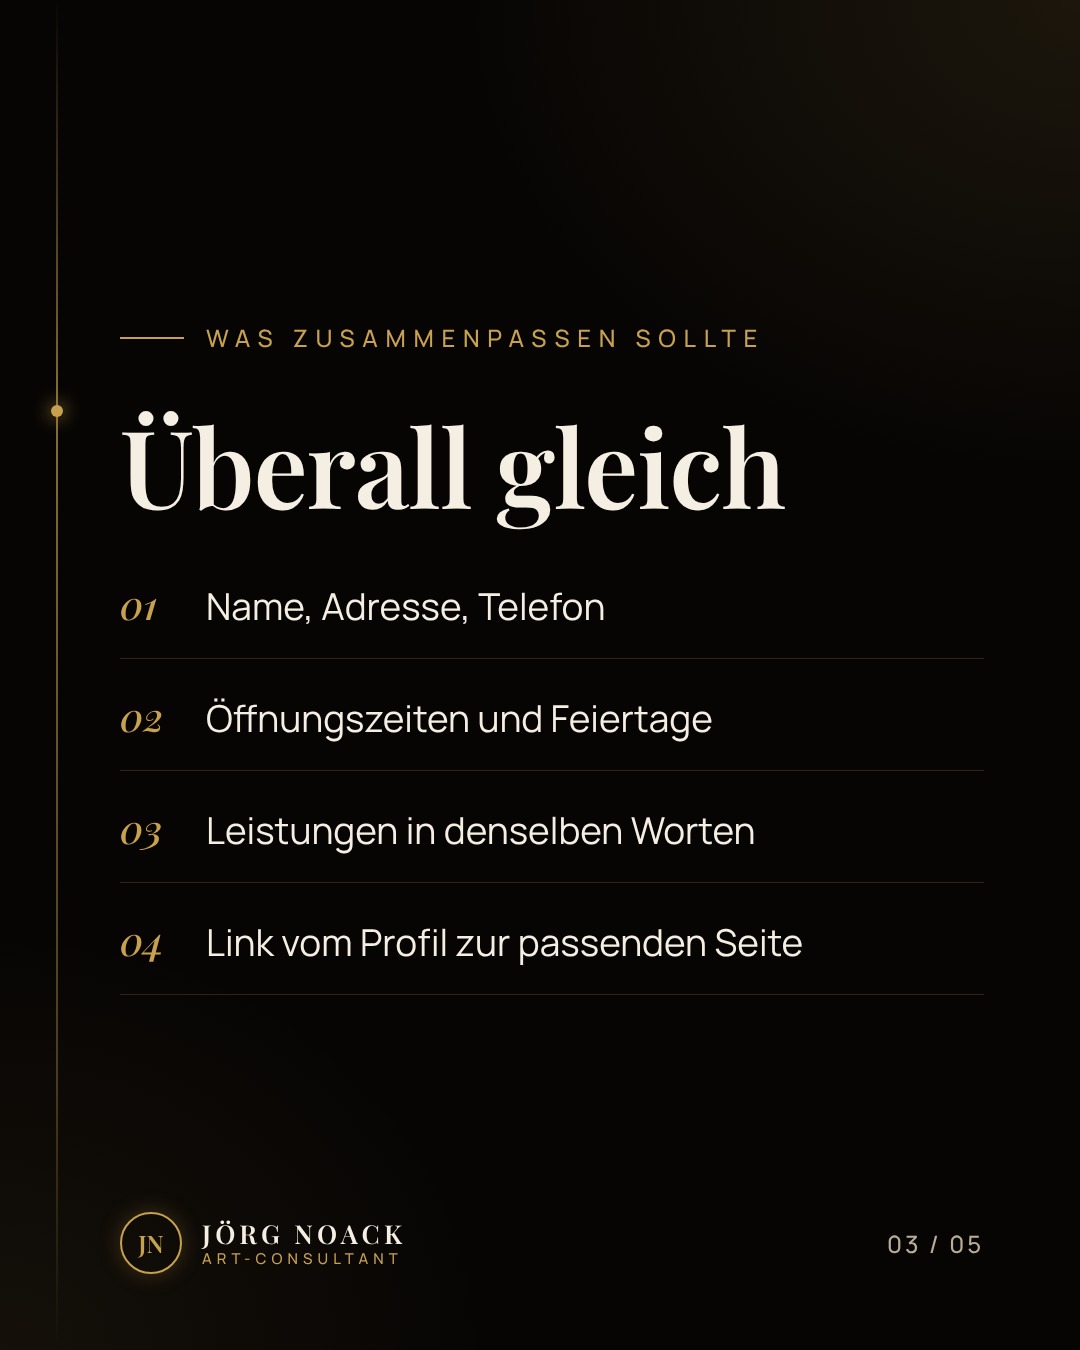 WAS ZUSAMMENPASSEN SOLLTE
Überall gleich
01 Name, Adresse, Telefon
02 Öffnungszeiten und Feiertage
03 Leistungen in denselben Worten
04 Link vom Profil zur passenden Seite
JN
JÖRG NOACK
ART-CONSULTANT
03 / 05